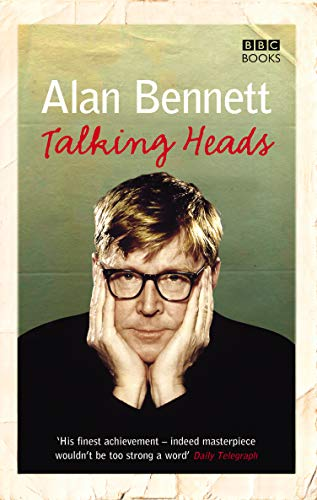 BBC
BOOKS
Alan Bennett
Talking Heads
‘His finest achievement – indeed masterpiece
wouldn’t be too strong a word’ Daily Telegraph